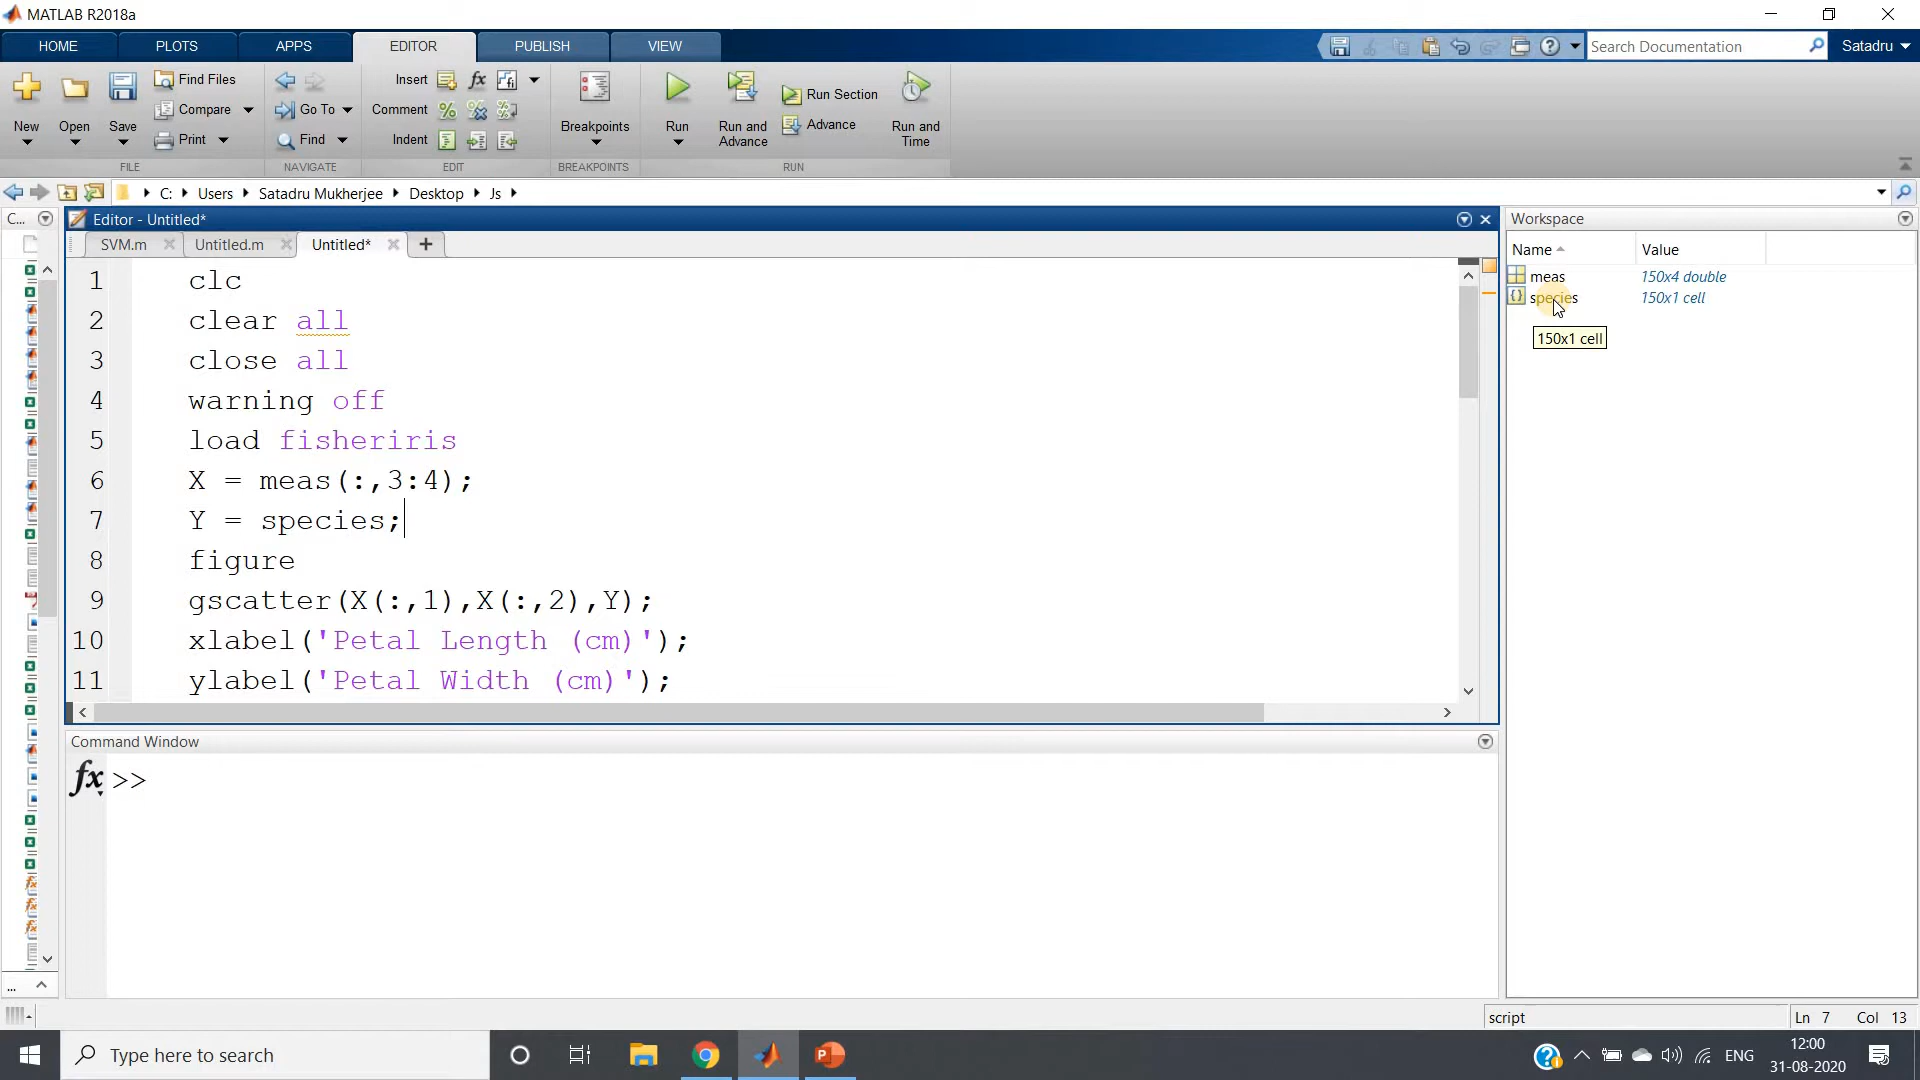 MATLAB R2018a
HOME PLOTS APPS EDITOR PUBLISH VIEW
Search Documentation
Satadru
New Open Save
Find Files
Compare
Print
Go To
Find
Insert fx
Comment
Indent
Breakpoints
Run
Run and Advance
Run Section
Advance
Run and Time
FILE NAVIGATE EDIT BREAKPOINTS RUN
C: Users Satadru Mukherjee Desktop Js
C...
Editor - Untitled*
SVM.m Untitled.m Untitled* +
1 clc
2 clear all
3 close all
4 warning off
5 load fisheriris
6 X = meas(:,3:4);
7 Y = species;
8 figure
9 gscatter(X(:,1),X(:,2),Y);
10 xlabel('Petal Length (cm)');
11 ylabel('Petal Width (cm)');
Command Window
fx >>
Workspace
Name Value
meas 150x4 double
species 150x1 cell
150x1 cell
...
script Ln 7 Col 13
Type here to search
ENG
12:00
31-08-2020